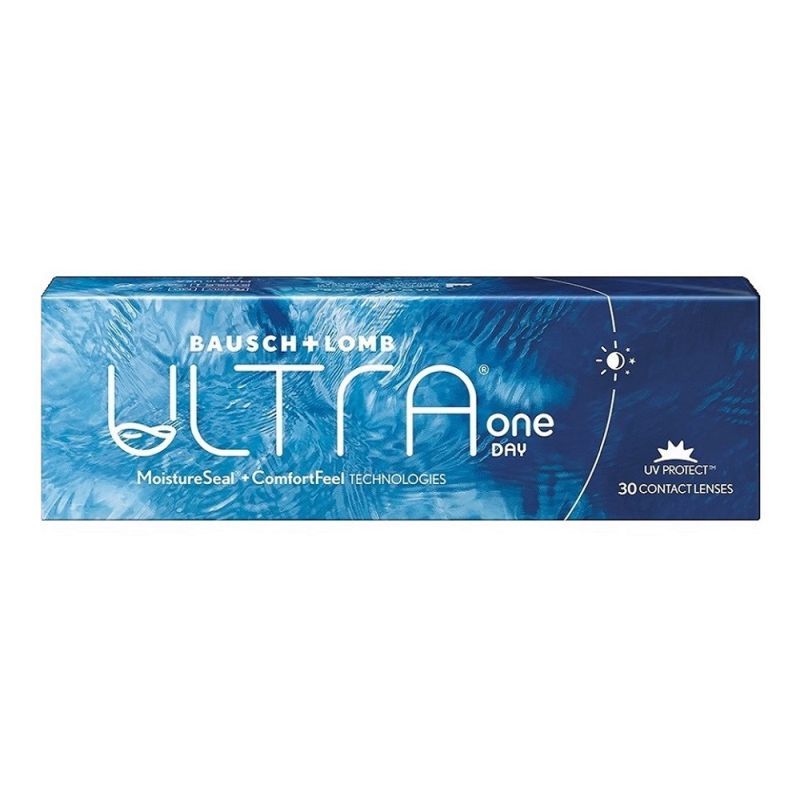 BAUSCH + LOMB
ULTRA® one
DAY
MoistureSeal® + ComfortFeel TECHNOLOGIES
UV PROTECT™
30 CONTACT LENSES